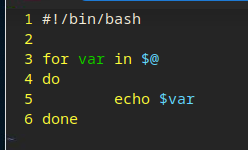 1 #!/bin/bash
2
3 for var in $@
4 do
5         echo $var
6 done
~